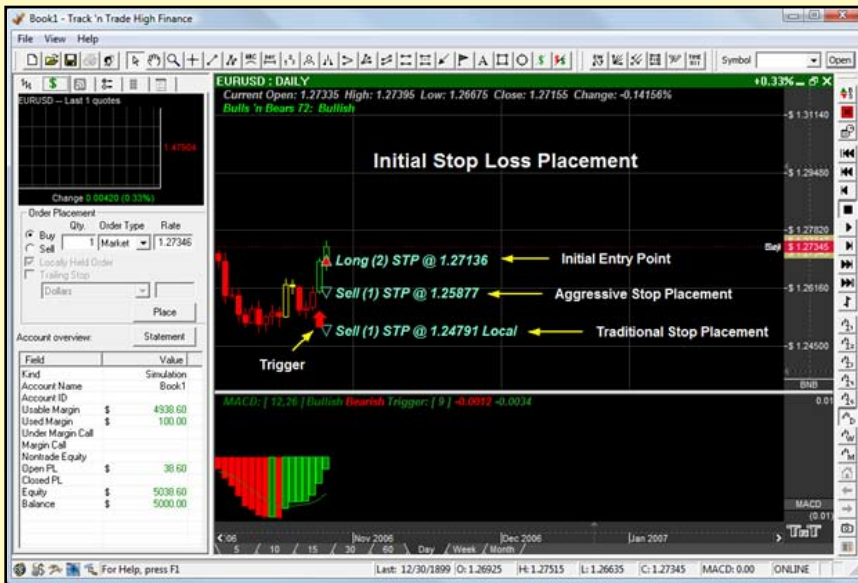 Book1 - Track 'n Trade High Finance
File View Help
Symbol Open
EURUSD : DAILY +0.33%
Current Open: 1.27335 High: 1.27395 Low: 1.26675 Close: 1.27155 Change: -0.14156%
Bulls 'n Bears 72: Bullish
EURUSD -- Last 1 quotes
1.47904
Change 0.00420 (0.33%)
Order Placement
Qty. Order Type Rate
Buy
Sell
1 Market 1.27346
Locally Held Order
Trailing Stop
Dollars
Place
Account overview: Statement
Field Value
Kind Simulation
Account Name Book1
Account ID
Usable Margin $ 4938.60
Used Margin $ 100.00
Under Margin Call
Margin Call
Nontrade Equity
Open PL $ 38.60
Closed PL
Equity $ 5038.60
Balance $ 5000.00
Initial Stop Loss Placement
Long (2) STP @ 1.27136 Initial Entry Point
Sell (1) STP @ 1.25877 Aggressive Stop Placement
Sell (1) STP @ 1.24791 Local Traditional Stop Placement
Trigger
$ 1.31140
$ 1.29480
$ 1.27820
$ 1.27345
$ 1.26160
$ 1.24500
BNB
MACD: [ 12,26 ] Bullish Bearish Trigger: [ 9 ] -0.0012 -0.0034
0.01
MACD
(0.01)
'06 Nov 2006 Dec 2006 Jan 2007
TnT
5 10 15 30 60 Day Week Month
For Help, press F1
Last: 12/30/1899 O: 1.26925 H: 1.27515 L: 1.26635 C: 1.27345 MACD: 0.00 ONLINE